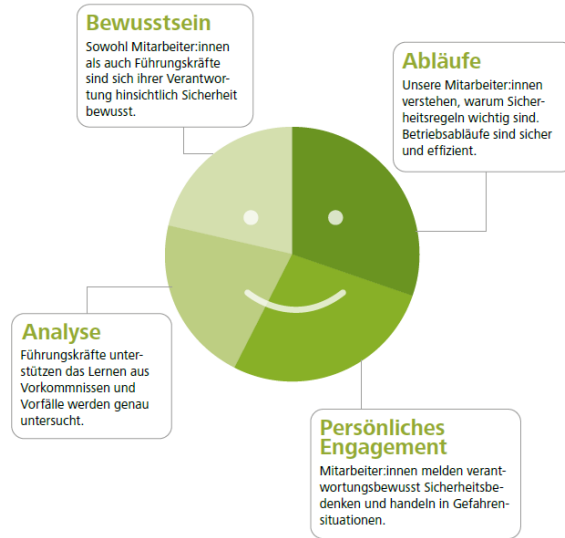 Bewusstsein
Sowohl Mitarbeiter:innen
als auch Führungskräfte
sind sich ihrer Verantwor-
tung hinsichtlich Sicherheit
bewusst.
Abläufe
Unsere Mitarbeiter:innen
verstehen, warum Sicher-
heitsregeln wichtig sind.
Betriebsabläufe sind sicher
und effizient.
Analyse
Führungskräfte unter-
stützen das Lernen aus
Vorkommnissen und
Vorfälle werden genau
untersucht.
Persönliches
Engagement
Mitarbeiter:innen melden verant-
wortungsbewusst Sicherheitsbe-
denken und handeln in Gefahren-
situationen.